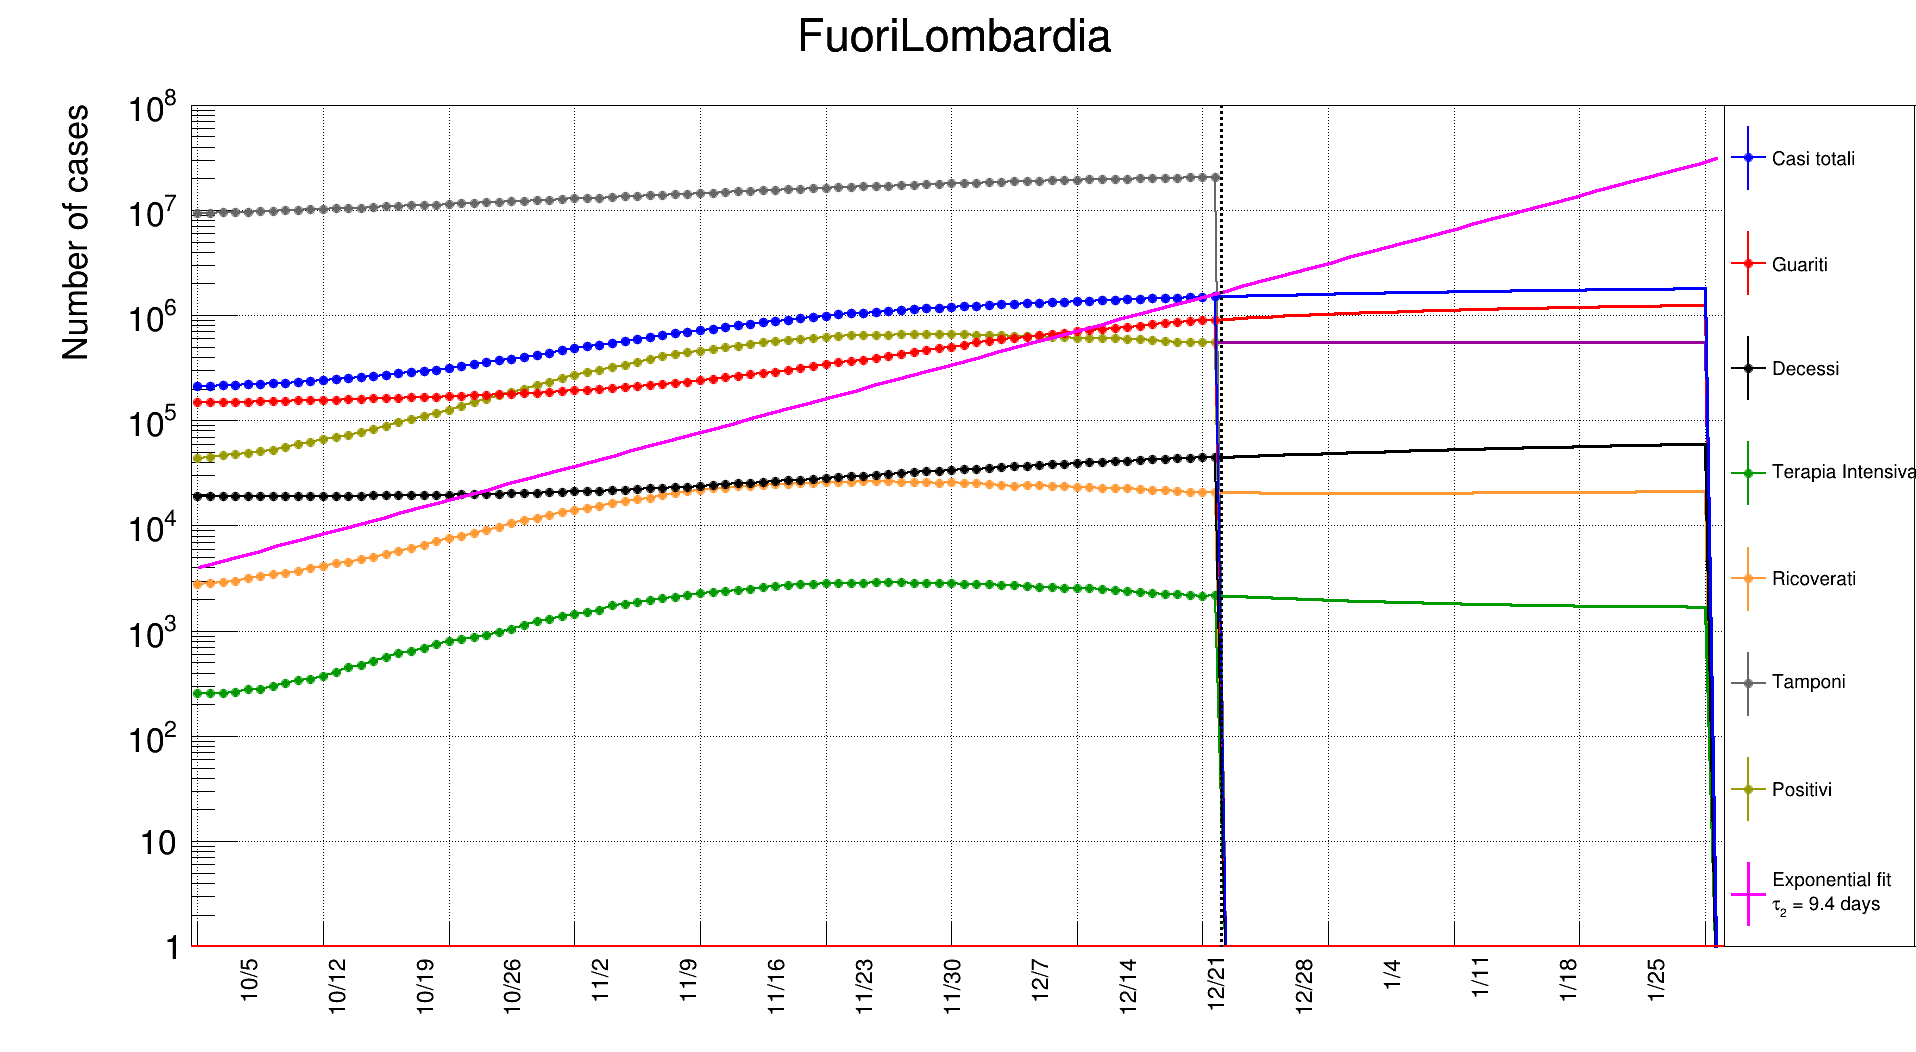 FuoriLombardia
Number of cases
10^8
10^7
10^6
10^5
10^4
10^3
10^2
10
1
10/5
10/12
10/19
10/26
11/2
11/9
11/16
11/23
11/30
12/7
12/14
12/21
12/28
1/4
1/11
1/18
1/25
Casi totali
Guariti
Decessi
Terapia Intensiva
Ricoverati
Tamponi
Positivi
Exponential fit
τ₂ = 9.4 days